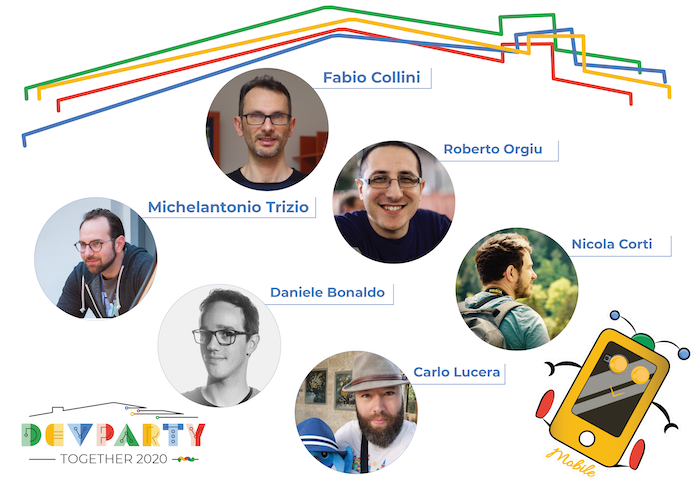 Fabio Collini
Roberto Orgiu
Michelantonio Trizio
Nicola Corti
Daniele Bonaldo
Carlo Lucera
DEVPARTY
TOGETHER 2020
Mobile